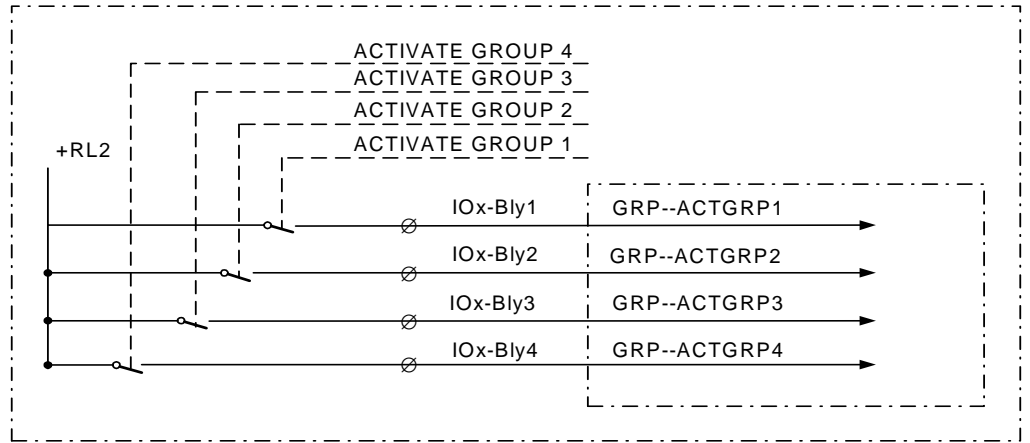 ACTIVATE GROUP 4
ACTIVATE GROUP 3
ACTIVATE GROUP 2
ACTIVATE GROUP 1
+RL2
IOx-Bly1 GRP--ACTGRP1
IOx-Bly2 GRP--ACTGRP2
IOx-Bly3 GRP--ACTGRP3
IOx-Bly4 GRP--ACTGRP4